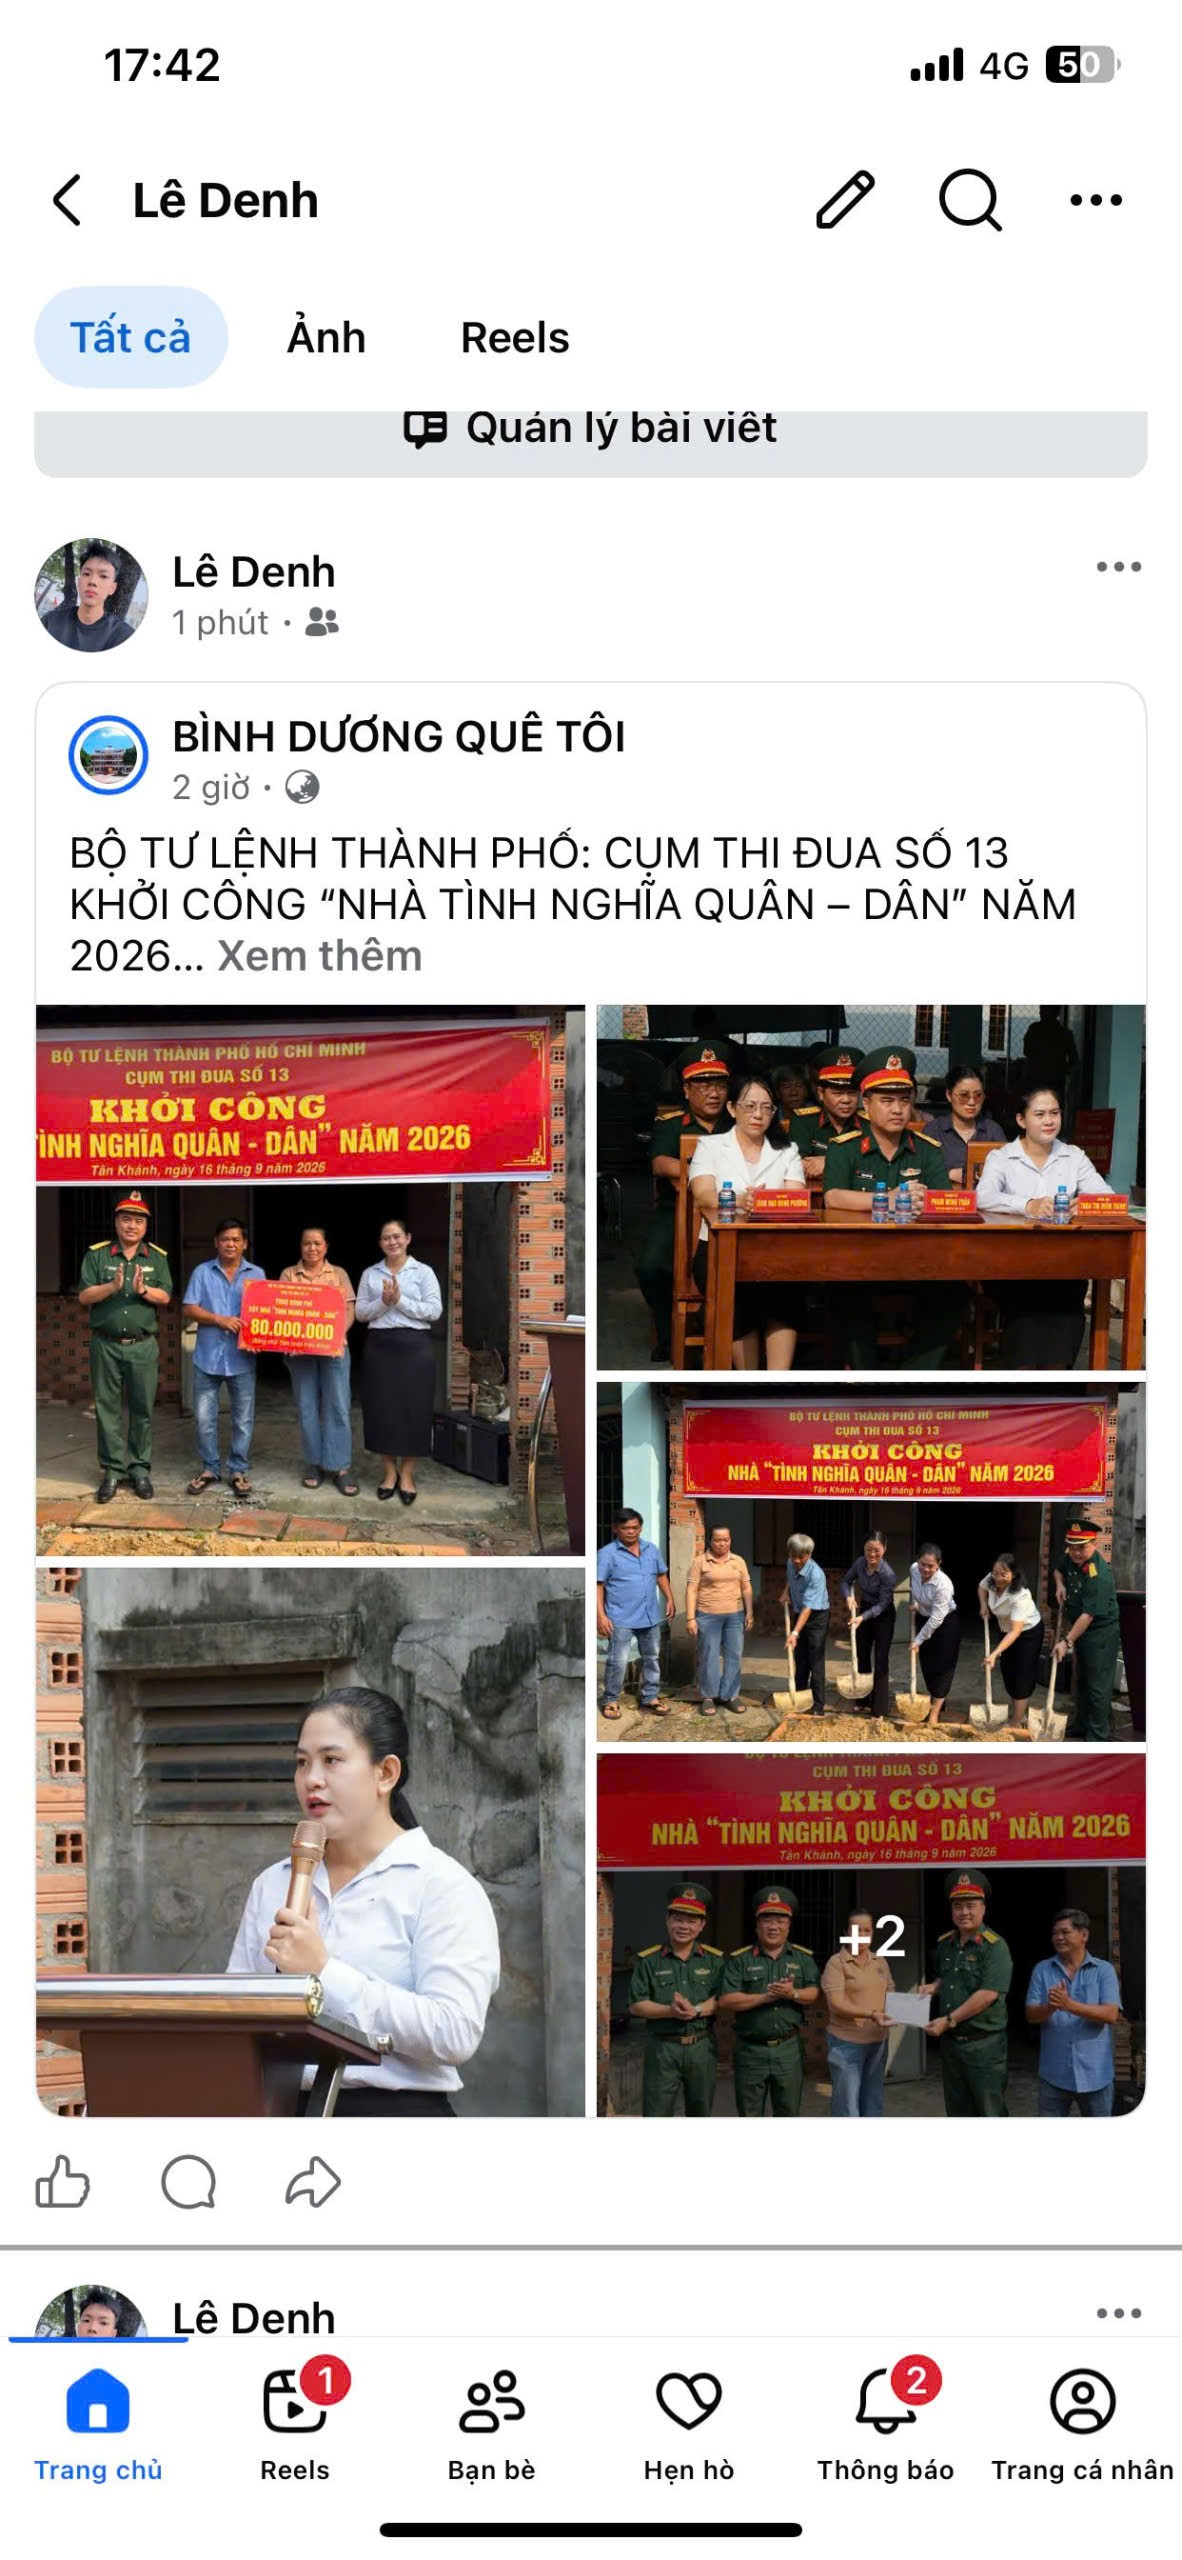 17:42
4G 50
Lê Denh
Tất cả
Ảnh
Reels
Quản lý bài viết
Lê Denh
1 phút ·
BÌNH DƯƠNG QUÊ TÔI
2 giờ ·
BỘ TƯ LỆNH THÀNH PHỐ: CỤM THI ĐUA SỐ 13
KHỞI CÔNG “NHÀ TÌNH NGHĨA QUÂN – DÂN” NĂM
2026... Xem thêm
BỘ TƯ LỆNH THÀNH PHỐ HỒ CHÍ MINH
CỤM THI ĐUA SỐ 13
KHỞI CÔNG
TÌNH NGHĨA QUÂN - DÂN” NĂM 2026
Tân Khánh, ngày 16 tháng 9 năm 2026
80.000.000
BỘ TƯ LỆNH THÀNH PHỐ HỒ CHÍ MINH
CỤM THI ĐUA SỐ 13
KHỞI CÔNG
NHÀ “TÌNH NGHĨA QUÂN - DÂN” NĂM 2026
Tân Khánh, ngày 16 tháng 9 năm 2026
CỤM THI ĐUA SỐ 13
KHỞI CÔNG
NHÀ “TÌNH NGHĨA QUÂN - DÂN” NĂM 2026
Tân Khánh, ngày 16 tháng 9 năm 2026
+2
Lê Denh
1
2
Trang chủ
Reels
Bạn bè
Hẹn hò
Thông báo
Trang cá nhân